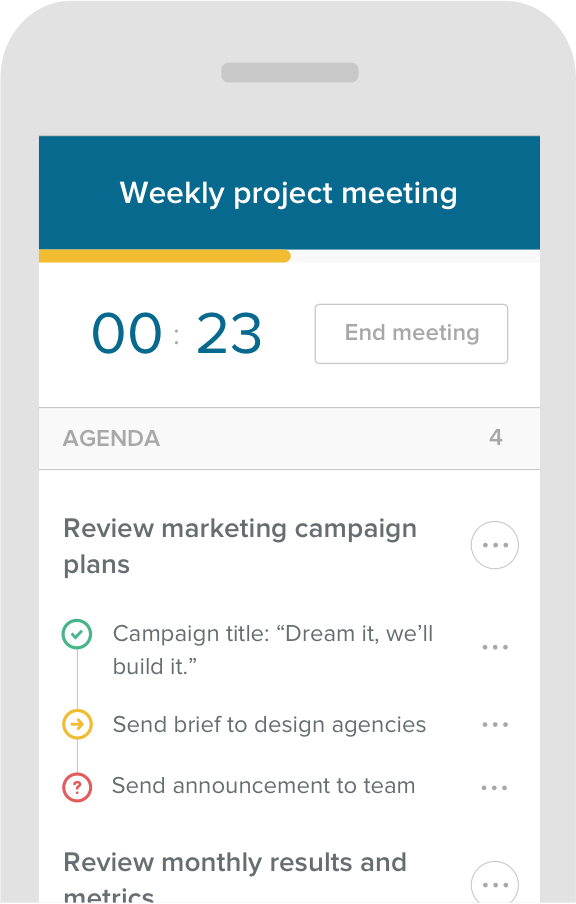 Weekly project meeting
00 : 23
End meeting
AGENDA
4
Review marketing campaign
plans
Campaign title: “Dream it, we’ll
build it.”
Send brief to design agencies
?
Send announcement to team
Review monthly results and
metrics